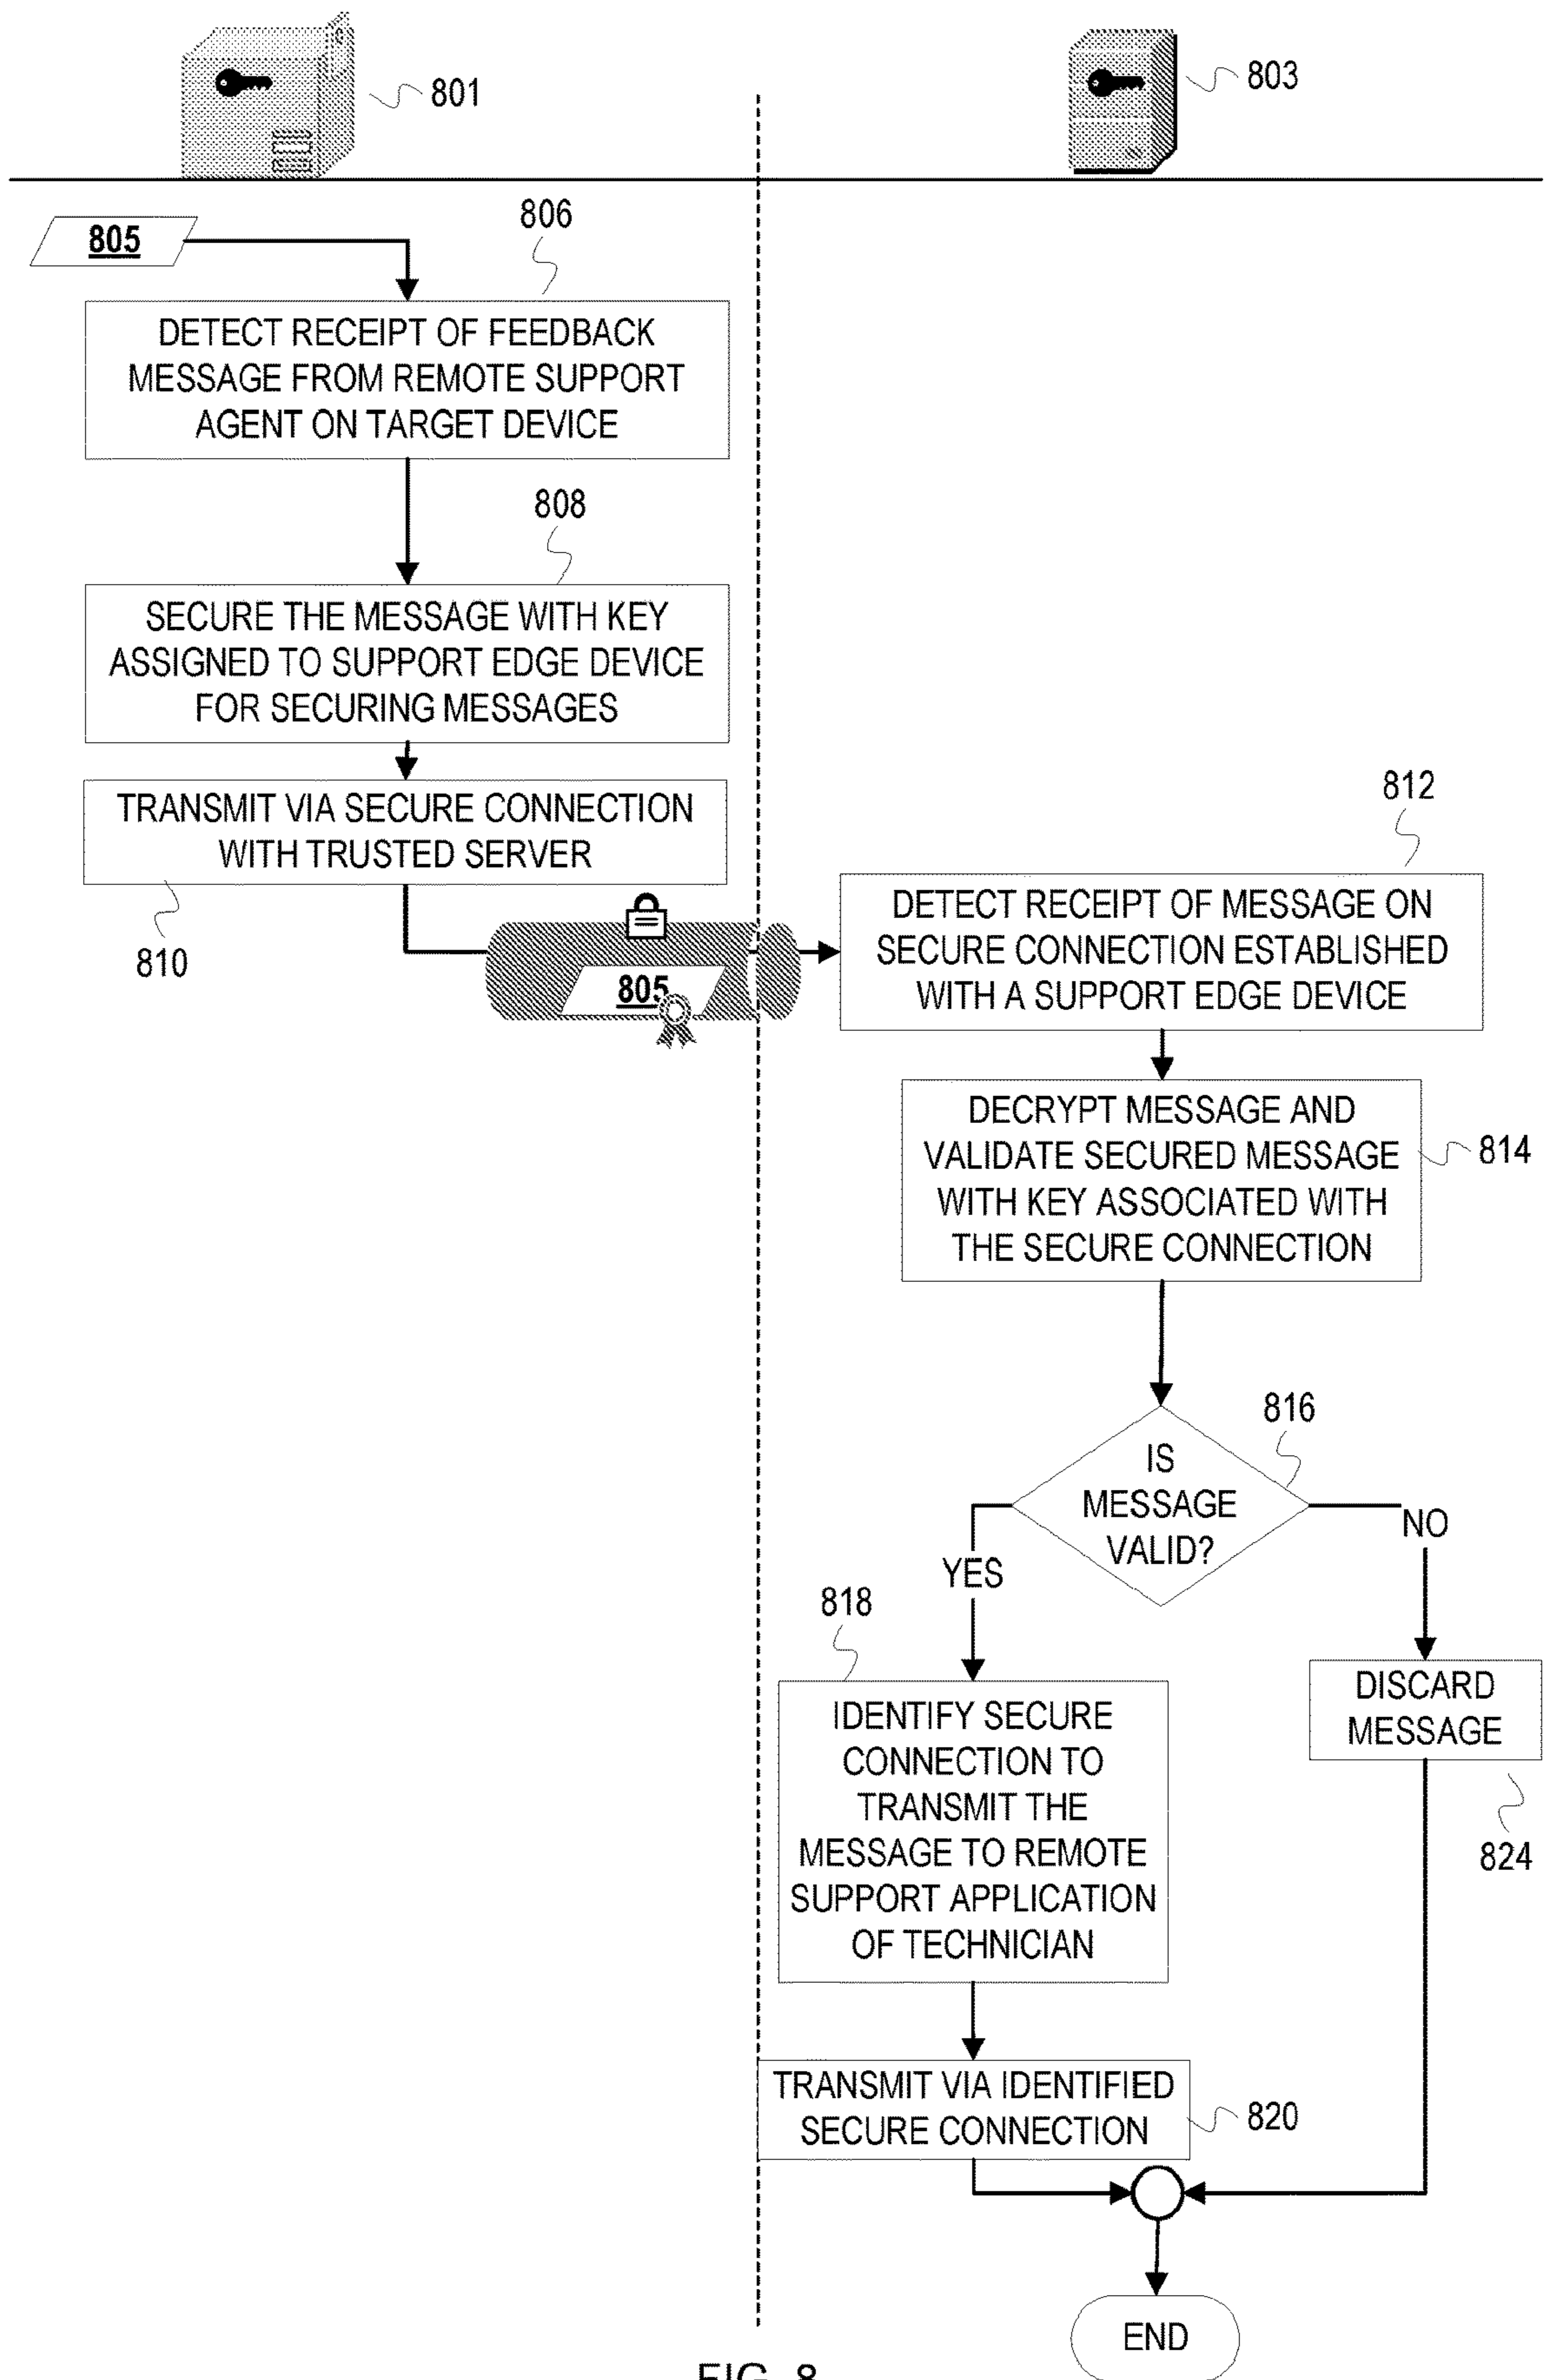 801
803
805
806
DETECT RECEIPT OF FEEDBACK
MESSAGE FROM REMOTE SUPPORT
AGENT ON TARGET DEVICE
808
SECURE THE MESSAGE WITH KEY
ASSIGNED TO SUPPORT EDGE DEVICE
FOR SECURING MESSAGES
TRANSMIT VIA SECURE CONNECTION
WITH TRUSTED SERVER
810
805
812
DETECT RECEIPT OF MESSAGE ON
SECURE CONNECTION ESTABLISHED
WITH A SUPPORT EDGE DEVICE
DECRYPT MESSAGE AND
VALIDATE SECURED MESSAGE
WITH KEY ASSOCIATED WITH
THE SECURE CONNECTION
814
816
IS
MESSAGE
VALID?
YES
NO
818
IDENTIFY SECURE
CONNECTION TO
TRANSMIT THE
MESSAGE TO REMOTE
SUPPORT APPLICATION
OF TECHNICIAN
DISCARD
MESSAGE
824
TRANSMIT VIA IDENTIFIED
SECURE CONNECTION
820
END
FIG. 8